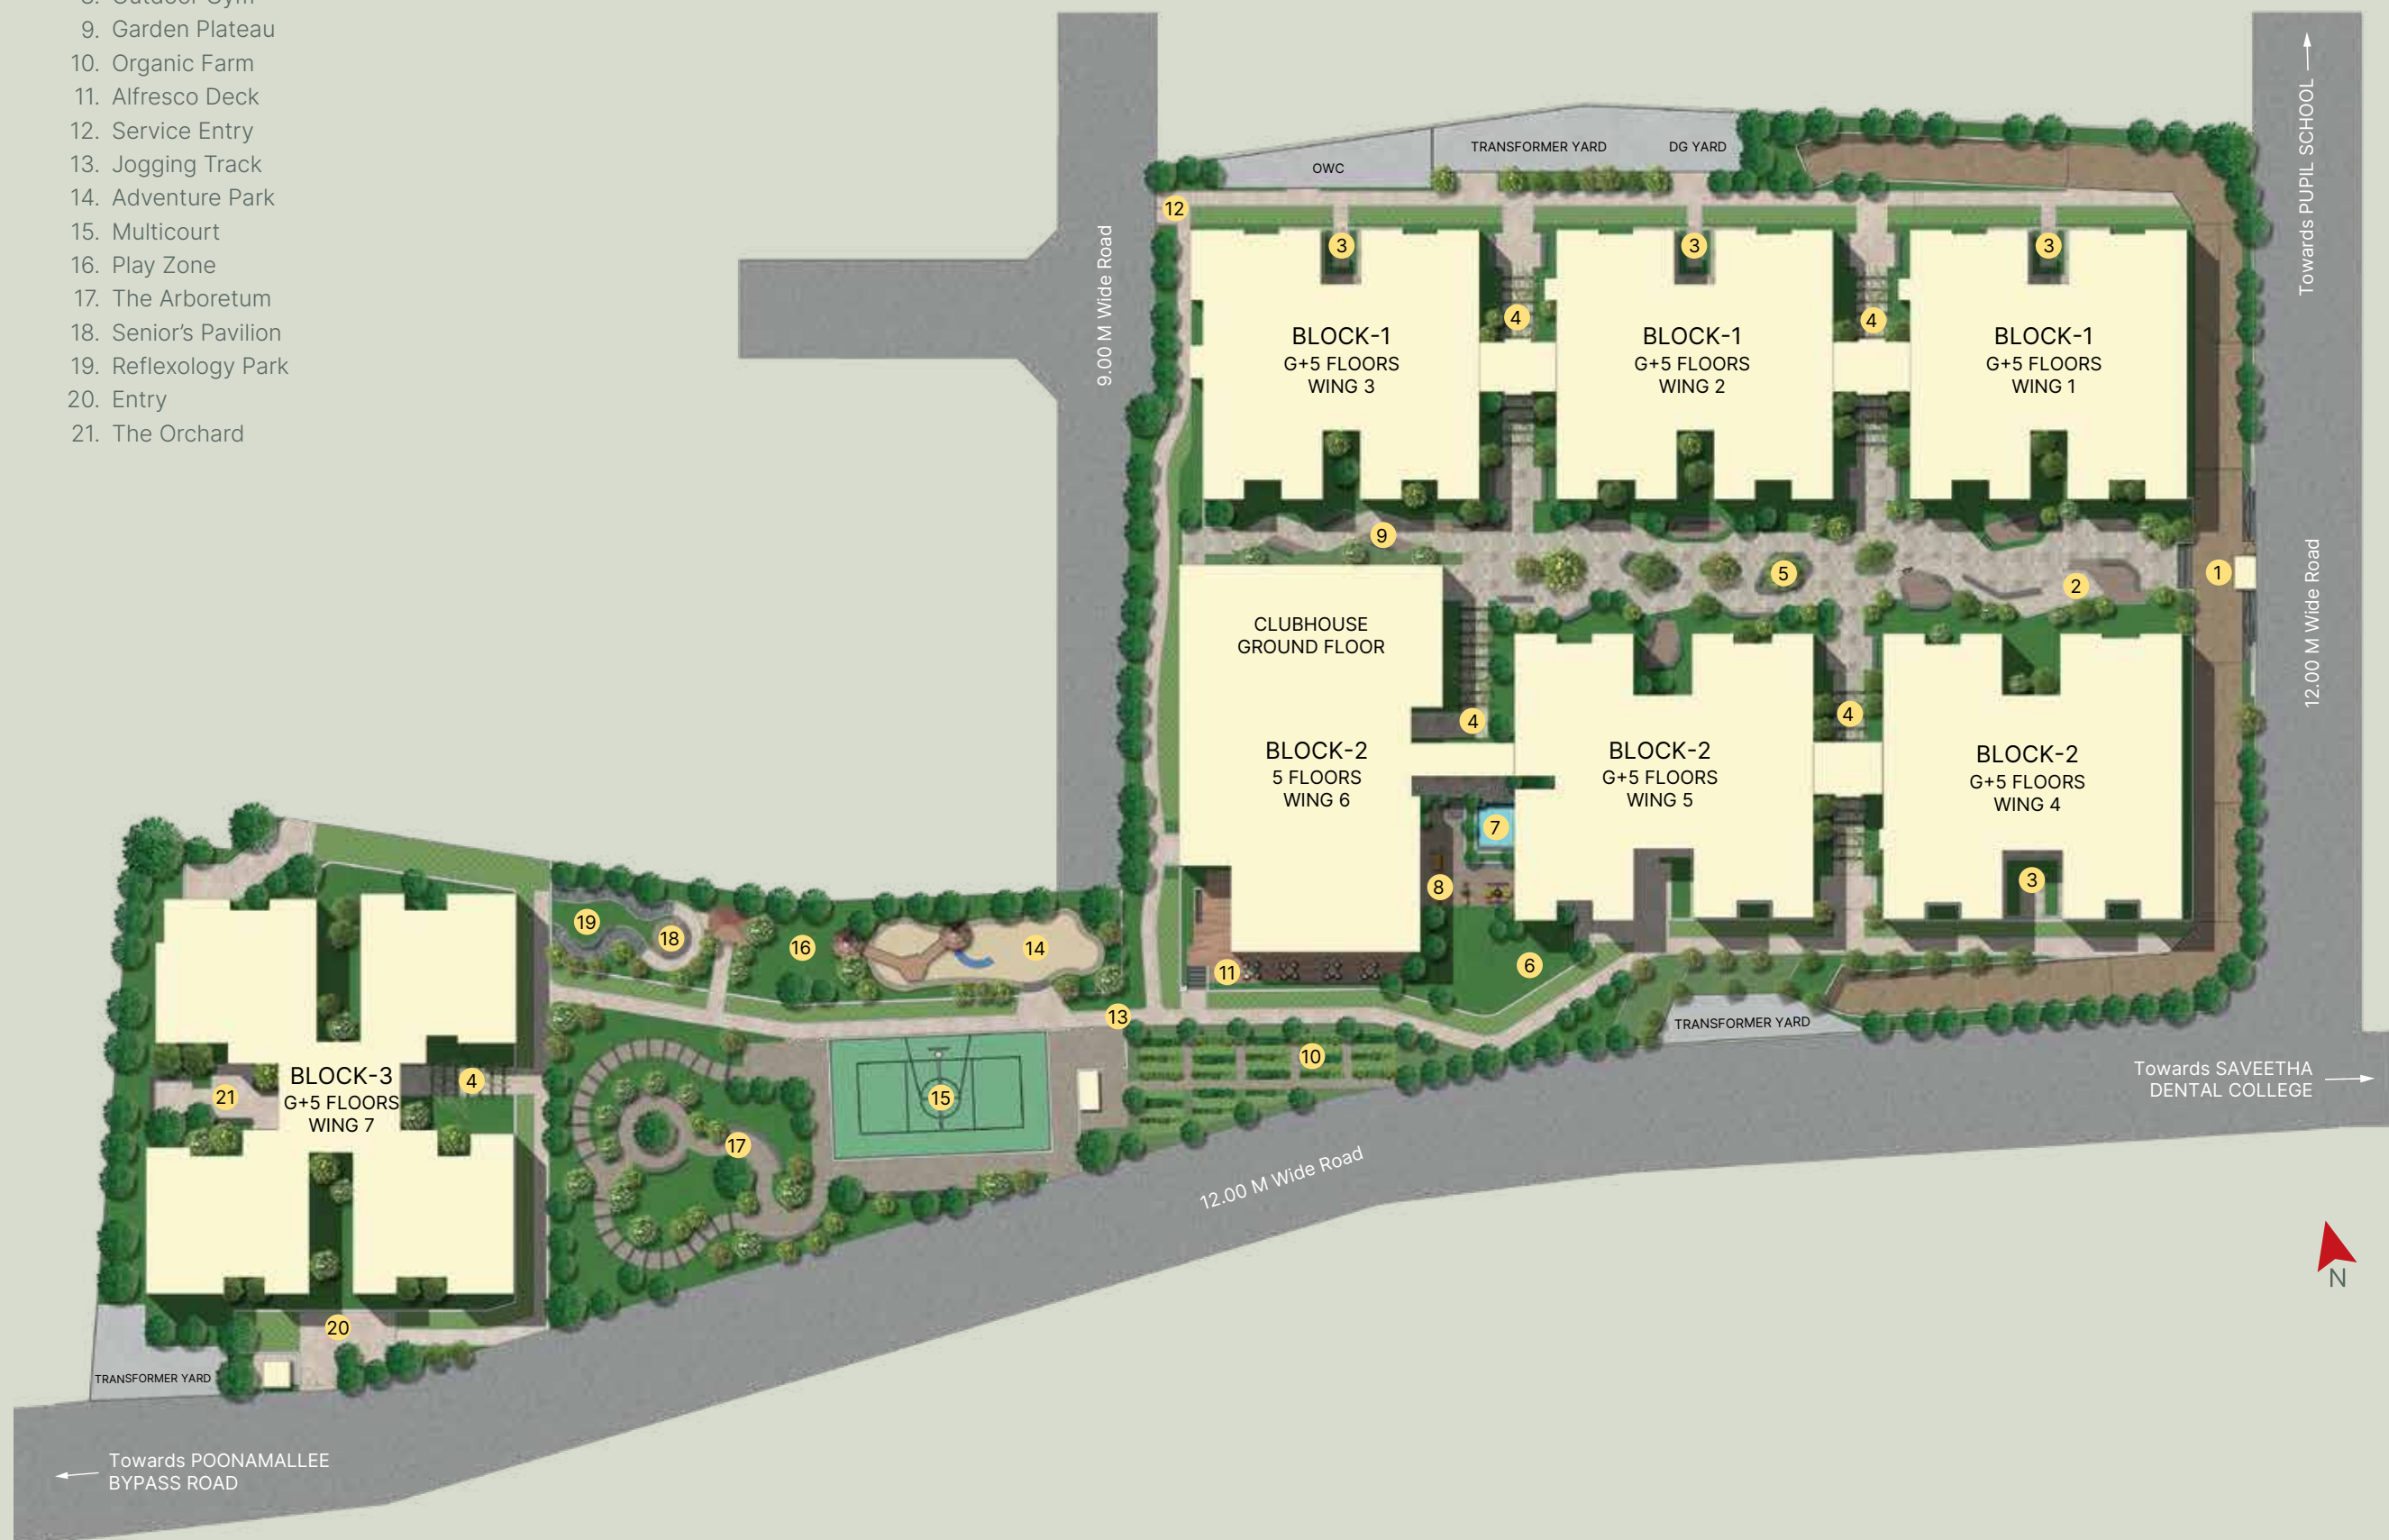 8. Outdoor Gym
9. Garden Plateau
10. Organic Farm
11. Alfresco Deck
12. Service Entry
13. Jogging Track
14. Adventure Park
15. Multicourt
16. Play Zone
17. The Arboretum
18. Senior's Pavilion
19. Reflexology Park
20. Entry
21. The Orchard
Towards PUPIL SCHOOL
TRANSFORMER YARD
DG YARD
OWC
12
3
3
3
9.00 M Wide Road
4
4
BLOCK-1
G+5 FLOORS
WING 3
BLOCK-1
G+5 FLOORS
WING 2
BLOCK-1
G+5 FLOORS
WING 1
9
5
2
1
12.00 M Wide Road
CLUBHOUSE
GROUND FLOOR
4
4
BLOCK-2
5 FLOORS
WING 6
BLOCK-2
G+5 FLOORS
WING 5
BLOCK-2
G+5 FLOORS
WING 4
7
8
3
19
18
16
14
11
6
13
TRANSFORMER YARD
10
Towards SAVEETHA
DENTAL COLLEGE
21
BLOCK-3
G+5 FLOORS
WING 7
4
15
17
12.00 M Wide Road
N
20
TRANSFORMER YARD
Towards POONAMALLEE
BYPASS ROAD